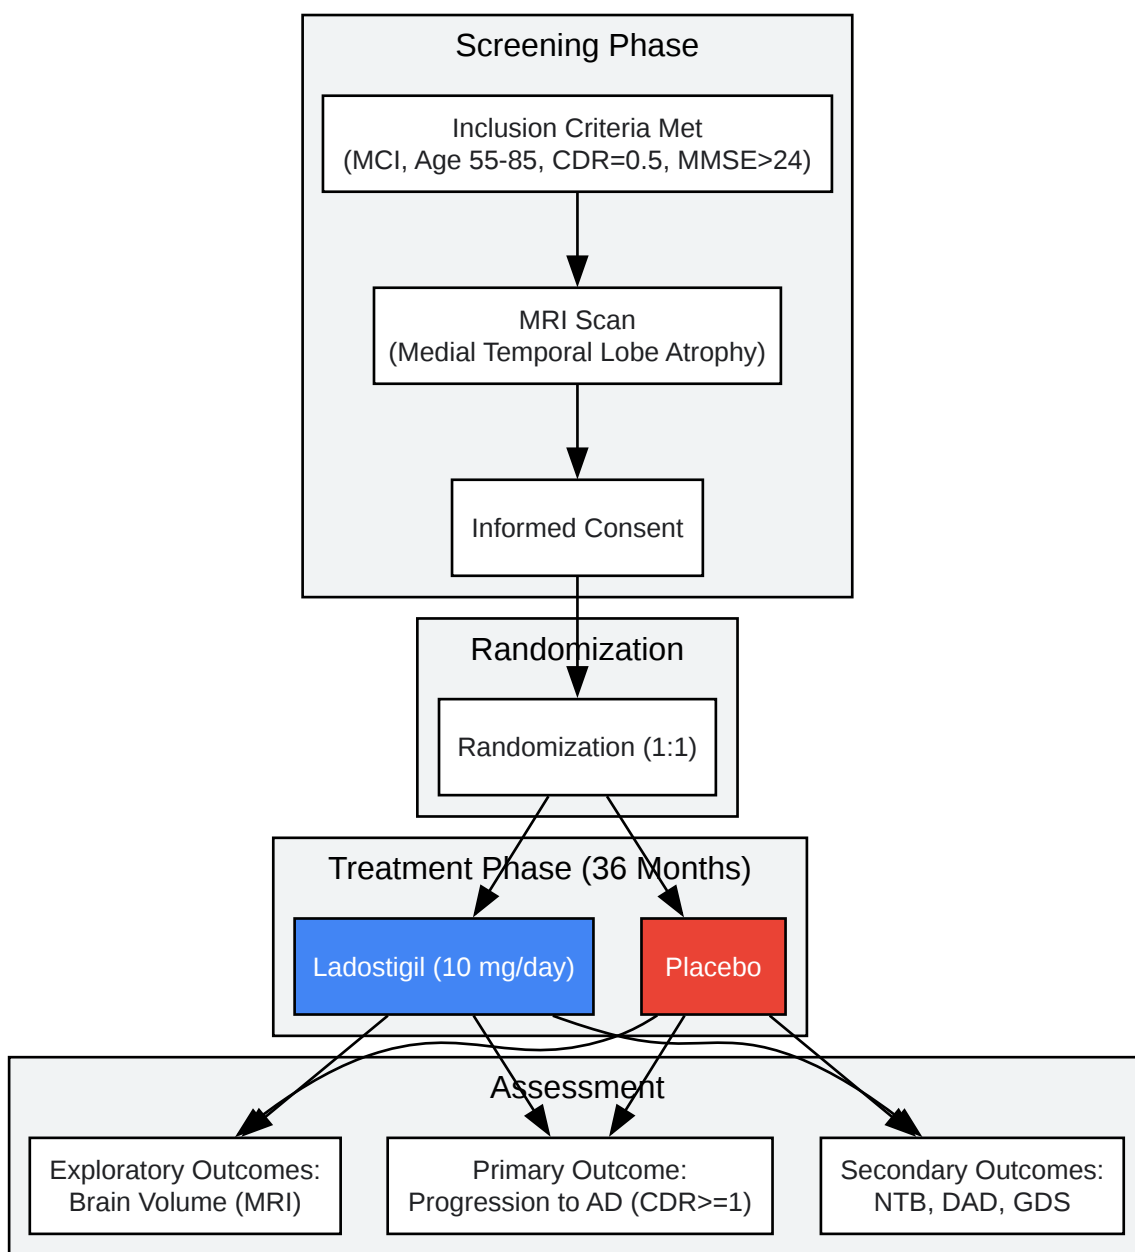 Screening Phase
Inclusion Criteria Met
(MCI, Age 55-85, CDR=0.5, MMSE>24)
MRI Scan
(Medial Temporal Lobe Atrophy)
Informed Consent
Randomization
Randomization (1:1)
Treatment Phase (36 Months)
Ladostigil (10 mg/day)
Placebo
Assessment
Exploratory Outcomes:
Brain Volume (MRI)
Primary Outcome:
Progression to AD (CDR>=1)
Secondary Outcomes:
NTB, DAD, GDS